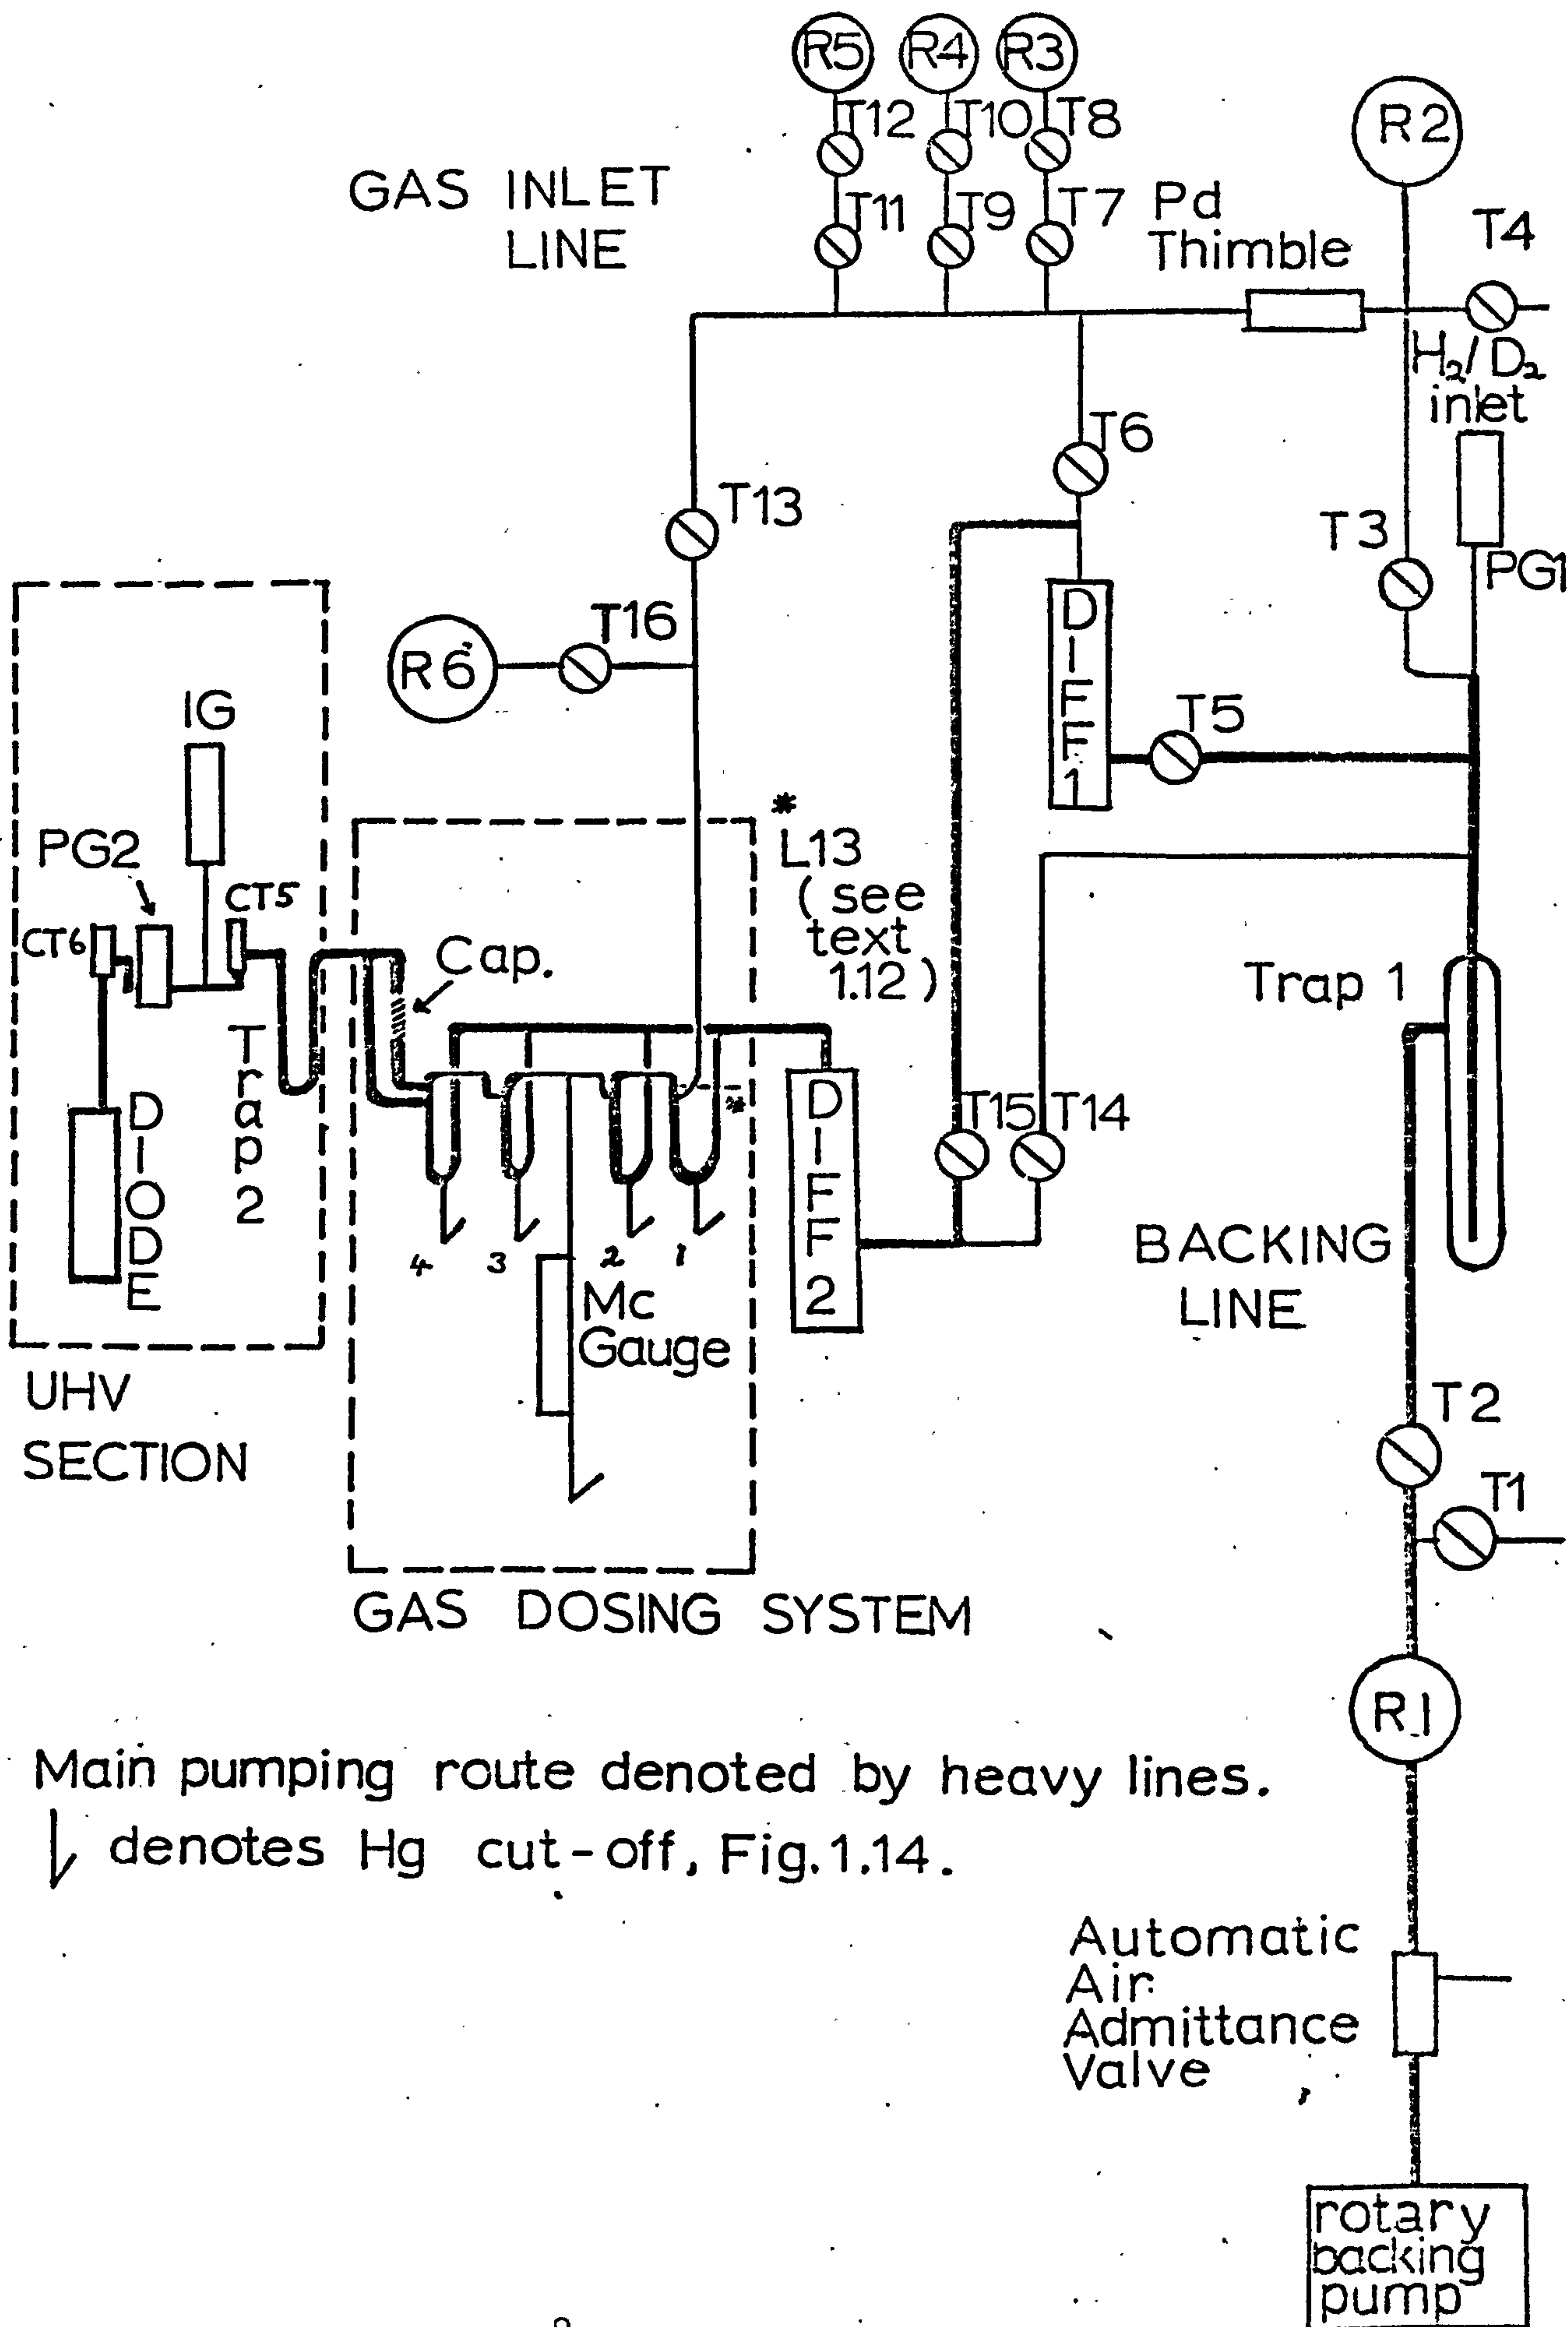 R5
R4
R3
R2
T12
T10
T8
GAS INLET
LINE
T11
T9
T7
Pd
Thimble
T4
H₂/D₂
inlet
T6
T13
T3
PG1
T16
R6
T5
IG
DIFF1
*
L13
(see
text
1.12)
PG2
CT5
CT6
Cap.
Trap 1
Trap 2
DIODE
*
DIFF 2
T15
T14
4
3
2
1
Mc
Gauge
BACKING
LINE
UHV
SECTION
T2
T1
GAS DOSING SYSTEM
R1
Main pumping route denoted by heavy lines.
denotes Hg cut-off, Fig.1.14.
Automatic
Air
Admittance
Valve
rotary
backing
pump